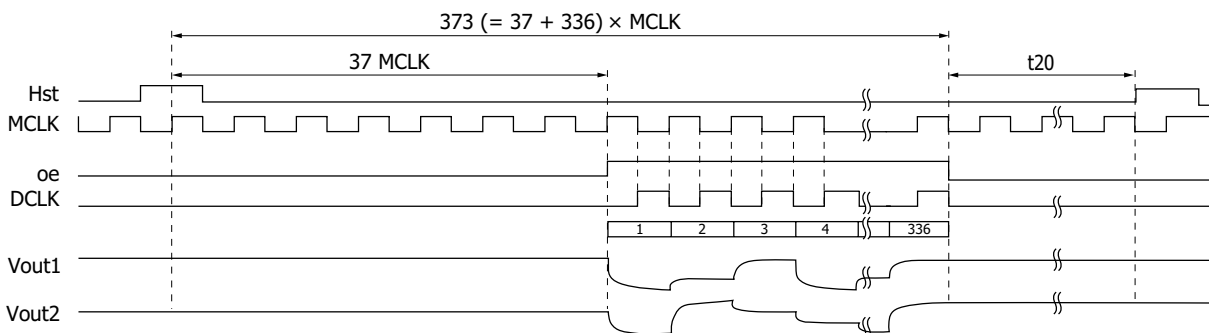 373 (= 37 + 336) × MCLK
37 MCLK
t20
Hst
MCLK
oe
DCLK
1 2 3 4 336
Vout1
Vout2